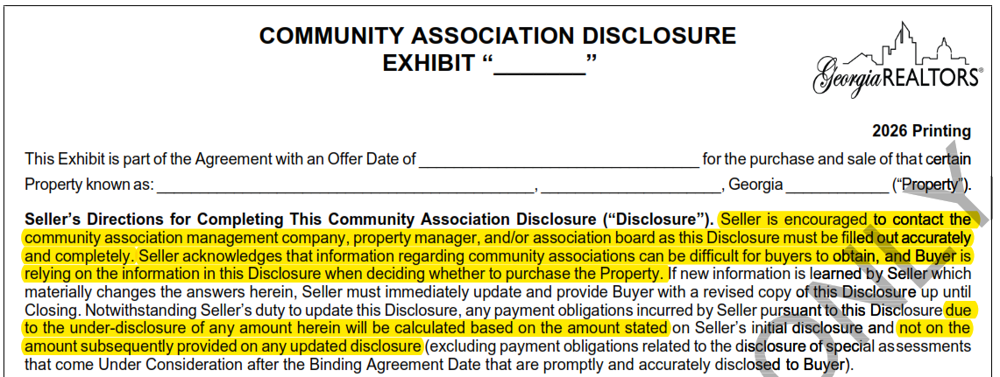 COMMUNITY ASSOCIATION DISCLOSURE
EXHIBIT “_______”
Georgia REALTORS®
2026 Printing
This Exhibit is part of the Agreement with an Offer Date of ________________________________ for the purchase and sale of that certain
Property known as: ___________________________________________, _____________________, Georgia ____________ (“Property”).
Seller’s Directions for Completing This Community Association Disclosure (“Disclosure”). Seller is encouraged to contact the
community association management company, property manager, and/or association board as this Disclosure must be filled out accurately
and completely. Seller acknowledges that information regarding community associations can be difficult for buyers to obtain, and Buyer is
relying on the information in this Disclosure when deciding whether to purchase the Property. If new information is learned by Seller which
materially changes the answers herein, Seller must immediately update and provide Buyer with a revised copy of this Disclosure up until
Closing. Notwithstanding Seller’s duty to update this Disclosure, any payment obligations incurred by Seller pursuant to this Disclosure due
to the under-disclosure of any amount herein will be calculated based on the amount stated on Seller’s initial disclosure and not on the
amount subsequently provided on any updated disclosure (excluding payment obligations related to the disclosure of special assessments
that come Under Consideration after the Binding Agreement Date that are promptly and accurately disclosed to Buyer).
ONLY